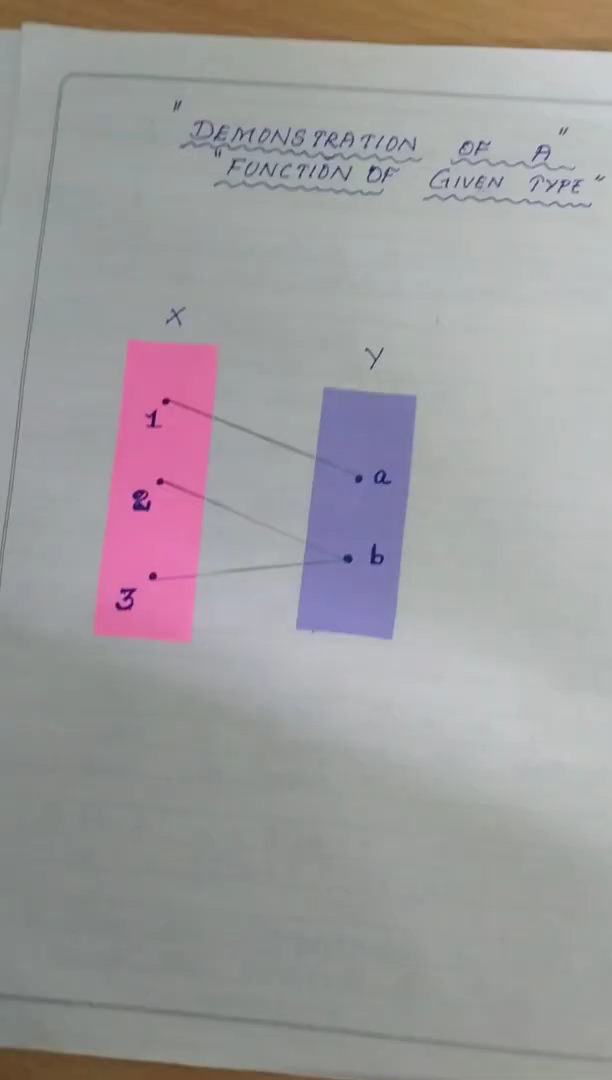 " DEMONSTRATION OF A "
" FUNCTION OF GIVEN TYPE "
X
Y
1
a
2
b
3